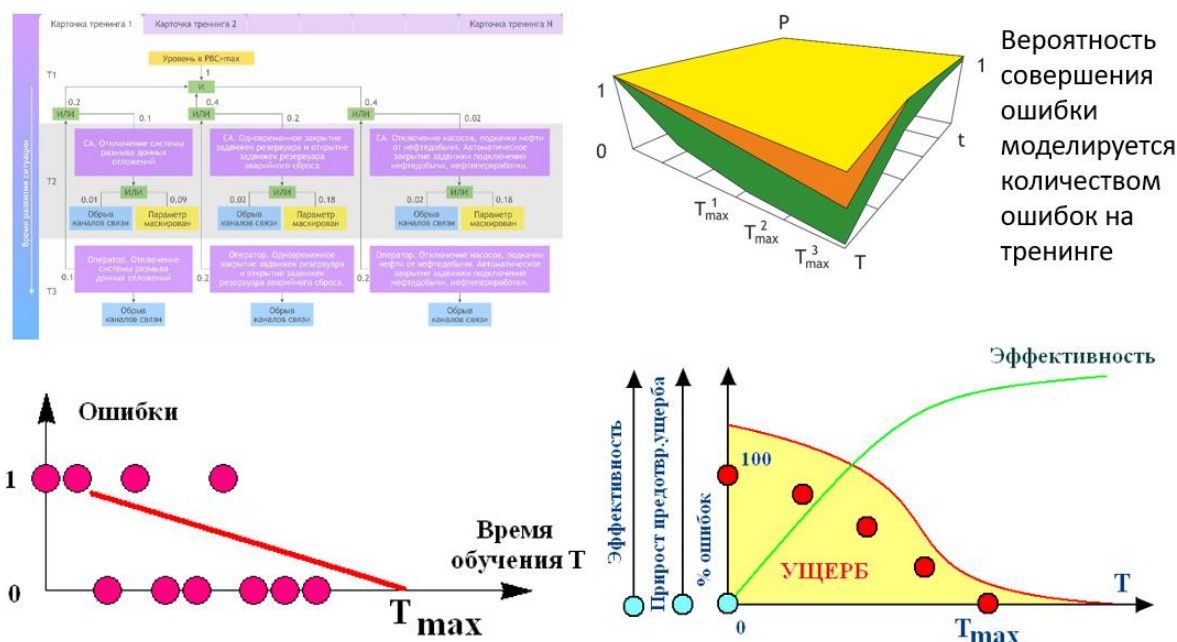 Карточка тренинга 1
Карточка тренинга 2
Карточка тренинга N
Время развития ситуации
T1
Уровень в РВС>max
1
И
0.2
0.4
0.4
ИЛИ
ИЛИ
ИЛИ
0.1
0.2
0.02
T2
СА. Отключение системы
размыва донных
отложений
СА. Одновременное закрытие
задвижек резервуара и открытие
задвижек резервуара
аварийного сброса
СА. Отключение насосов, подкачки нефти
от нефтедобычи. Автоматическое
закрытие задвижки подключения
нефтедобычи, нефтепереработки.
ИЛИ
ИЛИ
ИЛИ
0.01
0.09
0.02
0.18
0.02
0.18
Обрыв
каналов связи
Параметр
маскирован
Обрыв
каналов связи
Параметр
маскирован
Обрыв
каналов связи
Параметр
маскирован
T3
0.1
0.2
0.2
Оператор. Отключение
системы размыва
донных отложений
Оператор. Одновременное
закрытие задвижек резервуара
и открытие задвижек
резервуара аварийного сброса.
Оператор. Отключение насосов, подкачки
нефти от нефтедобычи. Автоматическое
закрытие задвижки подключения
нефтедобычи, нефтепереработки.
Обрыв
каналов связи
Обрыв
каналов связи
Обрыв
каналов связи
P
1
0
1
t
T¹max
T²max
T³max
T
Вероятность
совершения
ошибки
моделируется
количеством
ошибок на
тренинге
Ошибки
1
0
Время
обучения T
T max
Эффективность
Эффективность
Прирост предотвр.ущерба
% ошибок
100
УЩЕРБ
0
T
T max